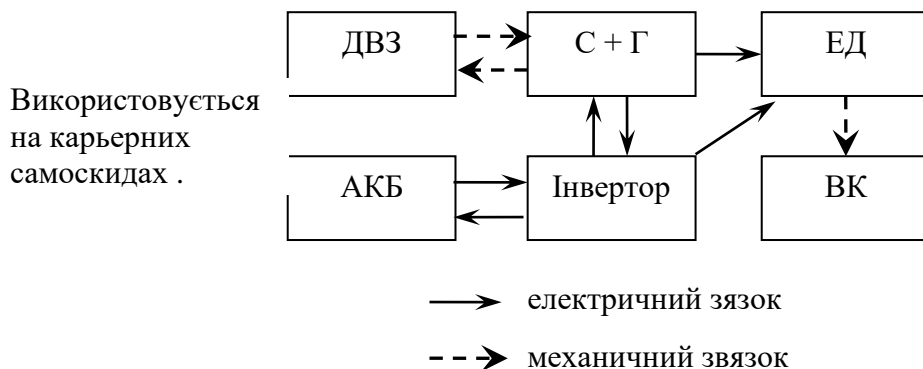 ДВЗ
С + Г
ЕД
Використовується
на карьерних
самоскидах .
АКБ
Інвертор
ВК
електричний зязок
механичний звязок